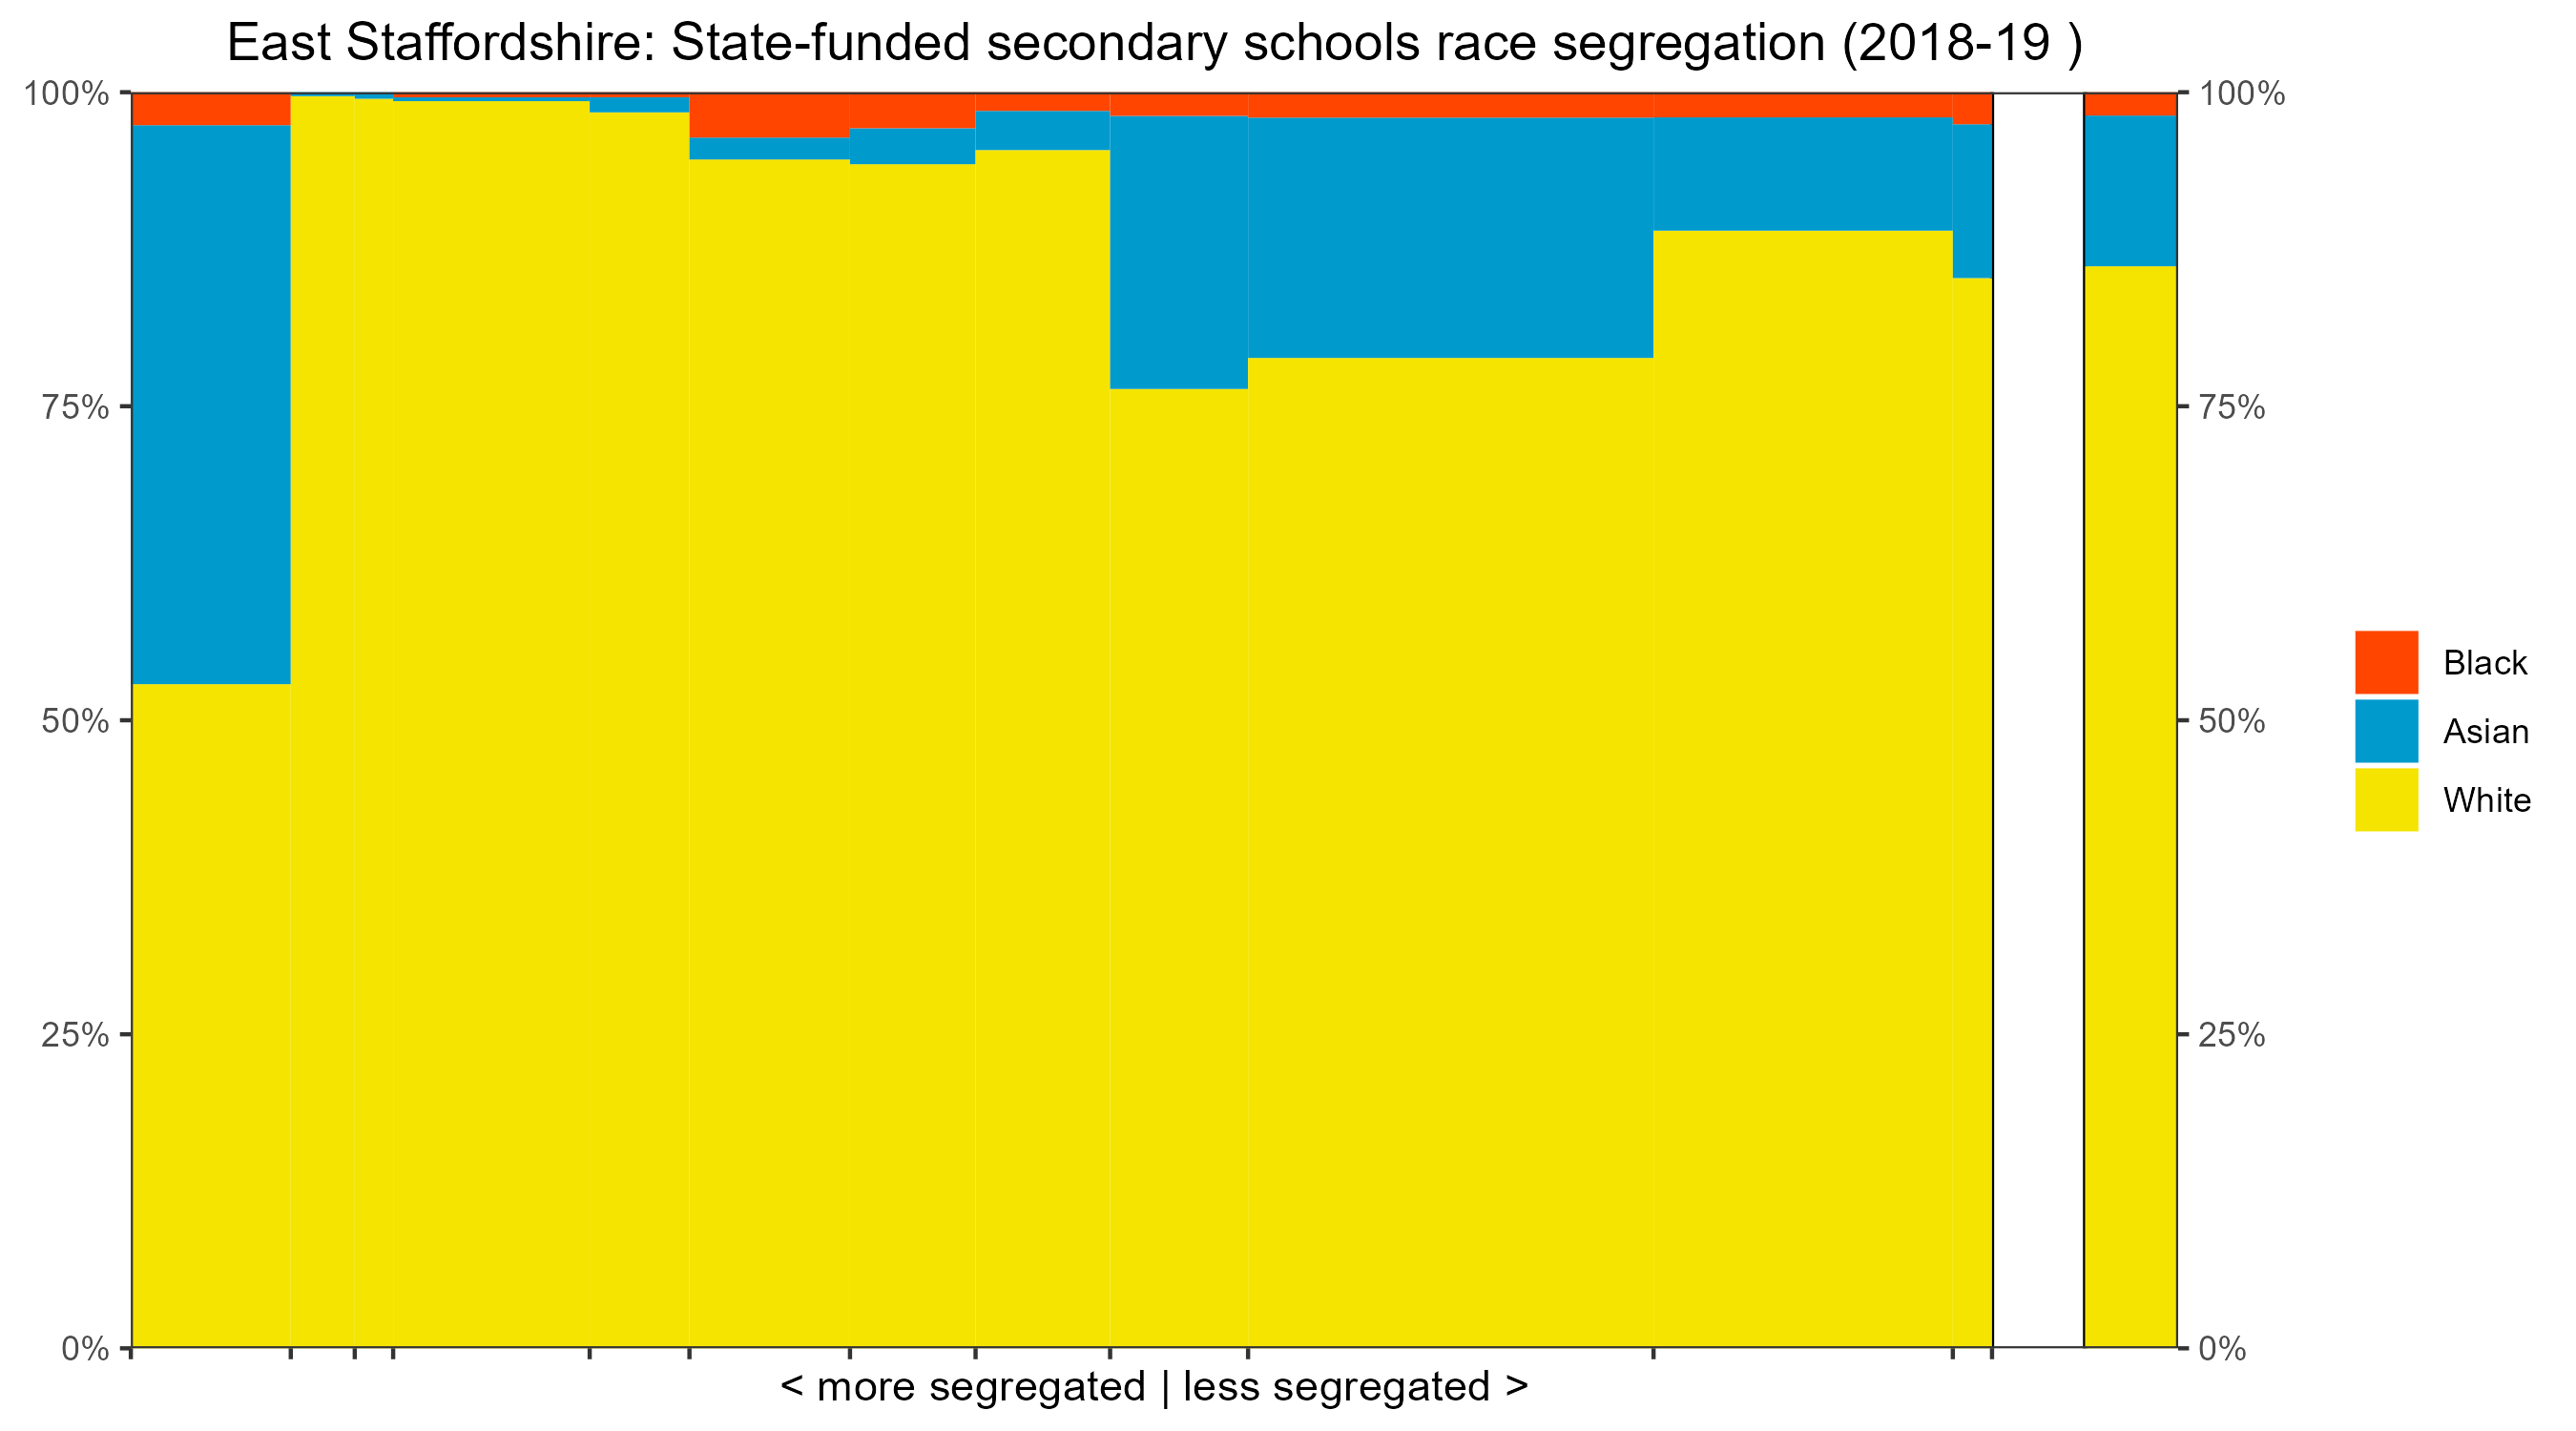 East Staffordshire: State-funded secondary schools race segregation (2018-19 )
100%
75%
50%
25%
0%
100%
75%
50%
25%
0%
Black
Asian
White
< more segregated | less segregated >